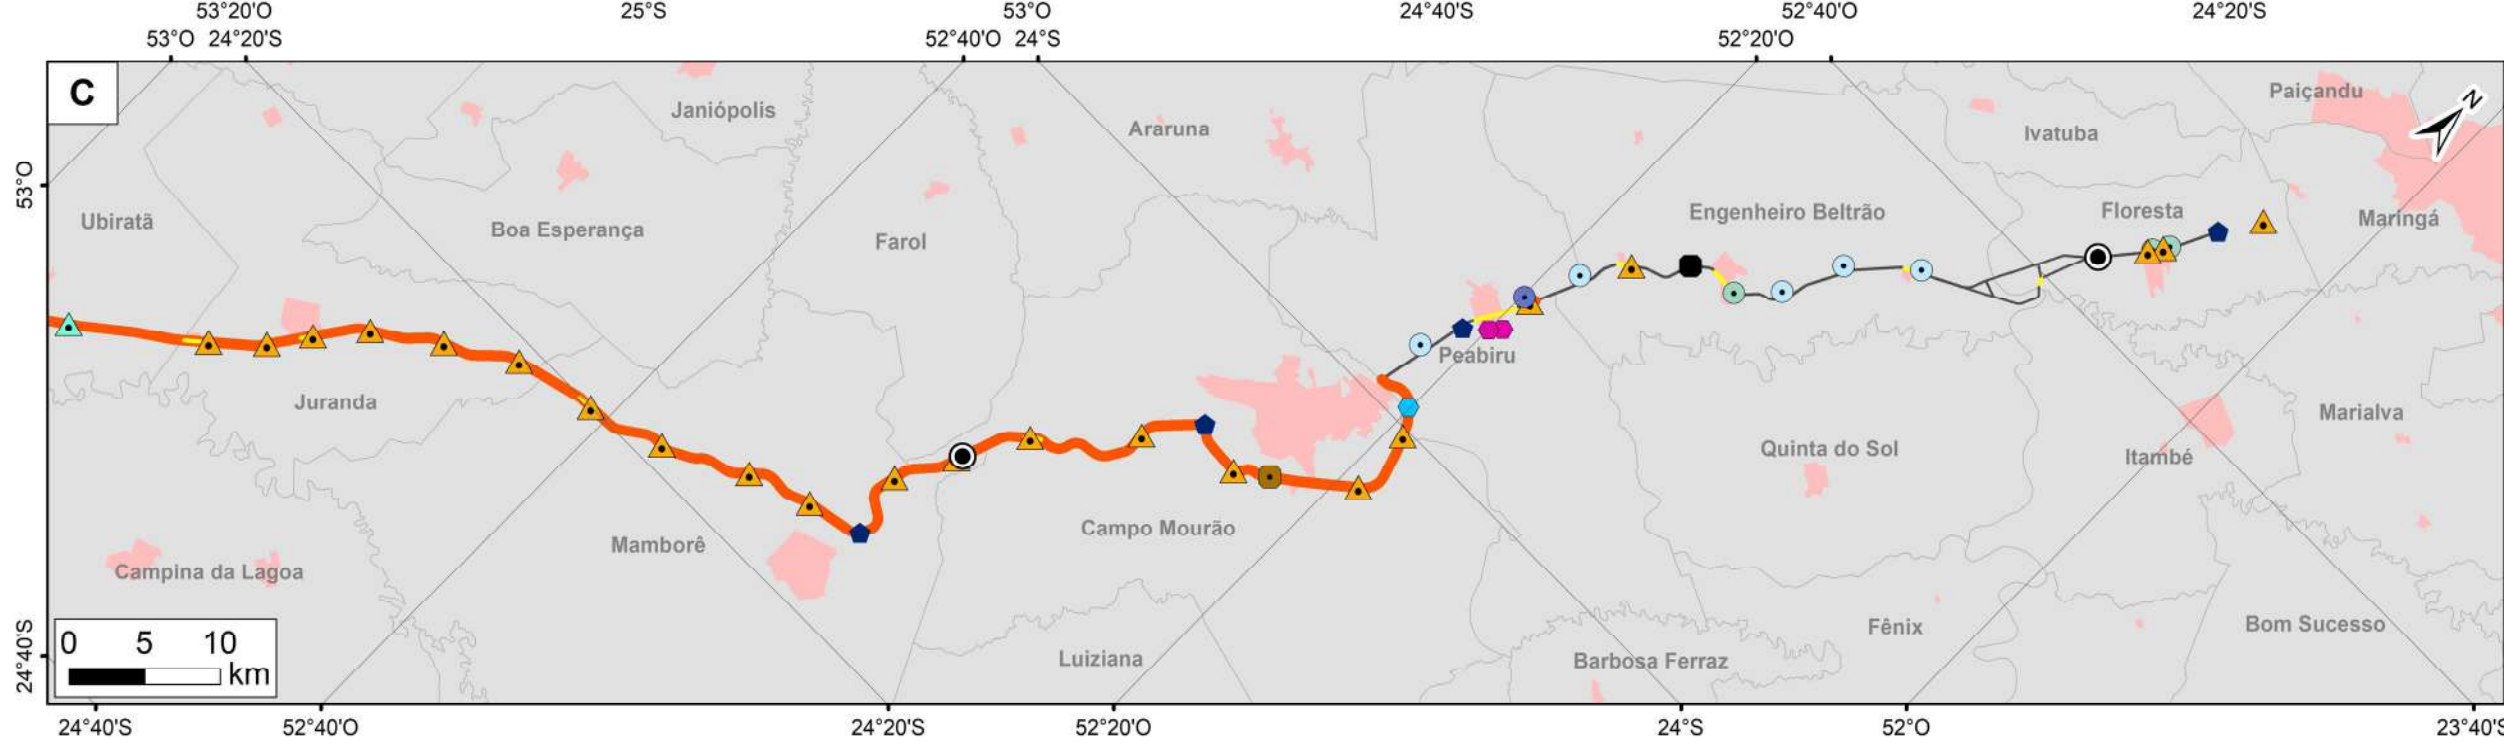 53°20'O 25°S 53°O 24°40'S 52°40'O 24°20'S
53°O 24°20'S 52°40'O 24°S 52°20'O
C
N
Paiçandu
Janiópolis
Araruna
Ivatuba
53°O
Ubiratã
Boa Esperança
Farol
Engenheiro Beltrão
Floresta
Maringá
Peabiru
Juranda
Marialva
Quinta do Sol
Itambé
Campo Mourão
Mamborê
Campina da Lagoa
Fênix
Bom Sucesso
Luiziana
Barbosa Ferraz
24°40'S
0 5 10
km
24°40'S 52°40'O 24°20'S 52°20'O 24°S 52°O 23°40'S